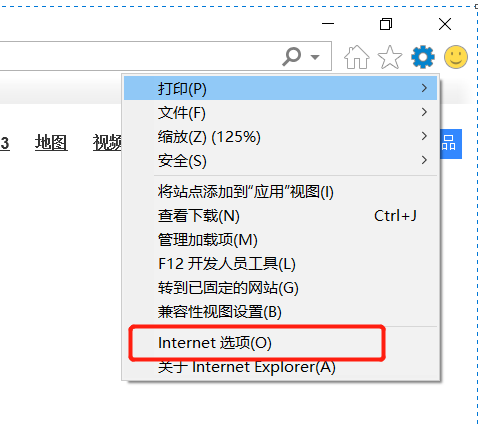 打印(P)
文件(F)
缩放(Z) (125%)
安全(S)
3 地图 视频 品
将站点添加到“应用”视图(I)
查看下载(N) Ctrl+J
管理加载项(M)
F12 开发人员工具(L)
转到已固定的网站(G)
兼容性视图设置(B)
Internet 选项(O)
关于 Internet Explorer(A)